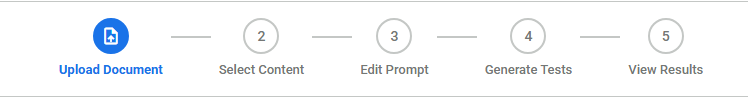 2
3
4
5
Upload Document
Select Content
Edit Prompt
Generate Tests
View Results